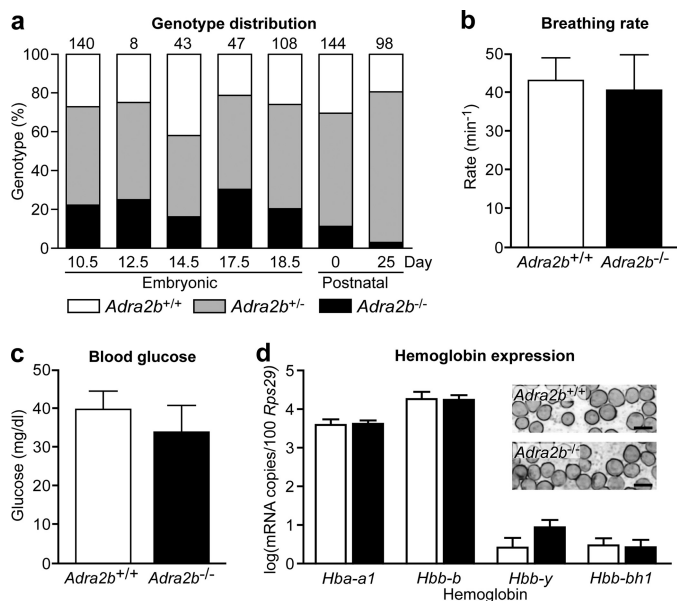 a
Genotype distribution
140 8 43 47 108 144 98
100
80
60
40
20
0
Genotype (%)
10.5 12.5 14.5 17.5 18.5 0 25 Day
Embryonic Postnatal
Adra2b+/+ Adra2b+/- Adra2b-/-
b
Breathing rate
50
40
30
20
10
0
Rate (min-1)
Adra2b+/+ Adra2b-/-
c
Blood glucose
50
40
30
20
10
0
Glucose (mg/dl)
Adra2b+/+ Adra2b-/-
d
Hemoglobin expression
5
4
3
2
1
0
log(mRNA copies/100 Rps29)
Adra2b+/+
Adra2b-/-
Hba-a1 Hbb-b Hbb-y Hbb-bh1
Hemoglobin